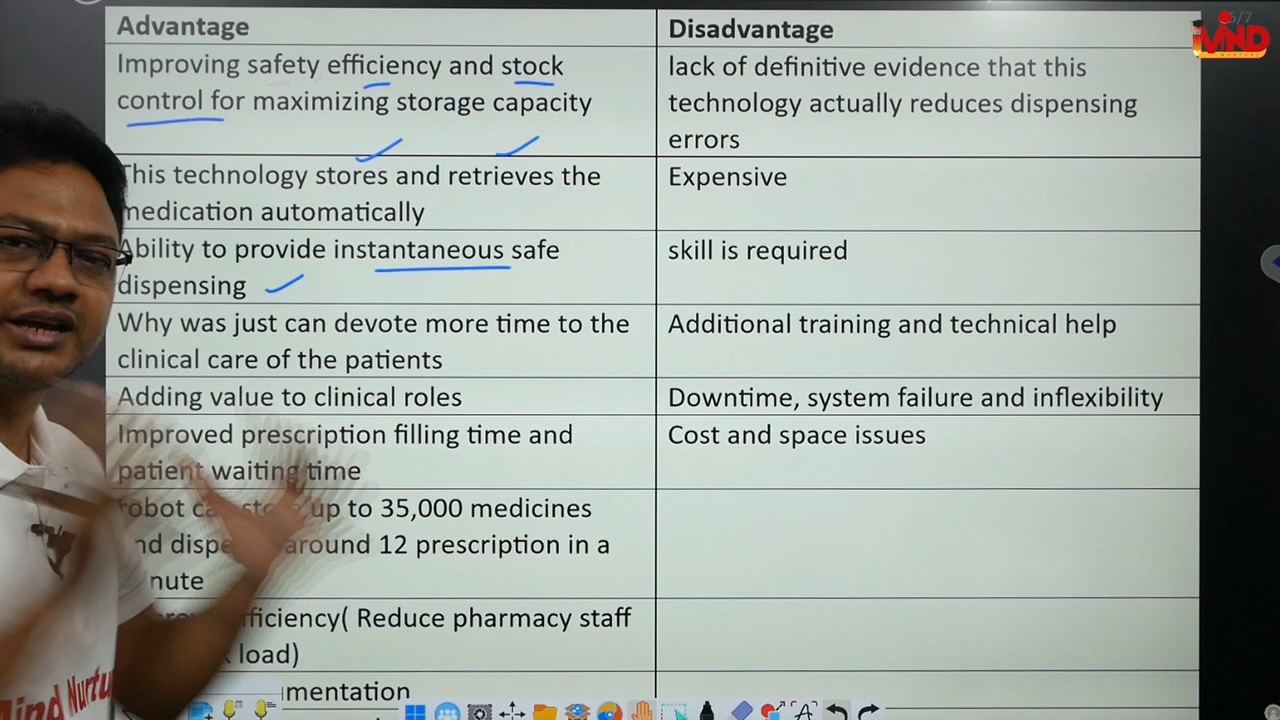 Advantage
Disadvantage
Improving safety efficiency and stock
control for maximizing storage capacity
lack of definitive evidence that this
technology actually reduces dispensing
errors
This technology stores and retrieves the
medication automatically
Expensive
Ability to provide instantaneous safe
dispensing
skill is required
Why was just can devote more time to the
clinical care of the patients
Additional training and technical help
Adding value to clinical roles
Downtime, system failure and inflexibility
Improved prescription filling time and
patient waiting time
Cost and space issues
robot up to 35,000 medicines
around 12 prescription in a
(Reduce pharmacy staff
load)
MIND
NURTURE